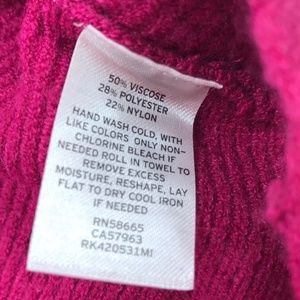 50% VISCOSE
28% POLYESTER
22% NYLON
HAND WASH COLD, WITH
LIKE COLORS ONLY NON-
CHLORINE BLEACH IF
NEEDED ROLL IN TOWEL TO
REMOVE EXCESS
MOISTURE, RESHAPE, LAY
FLAT TO DRY COOL IRON
IF NEEDED
RN58665
CA57963
RK420531MI